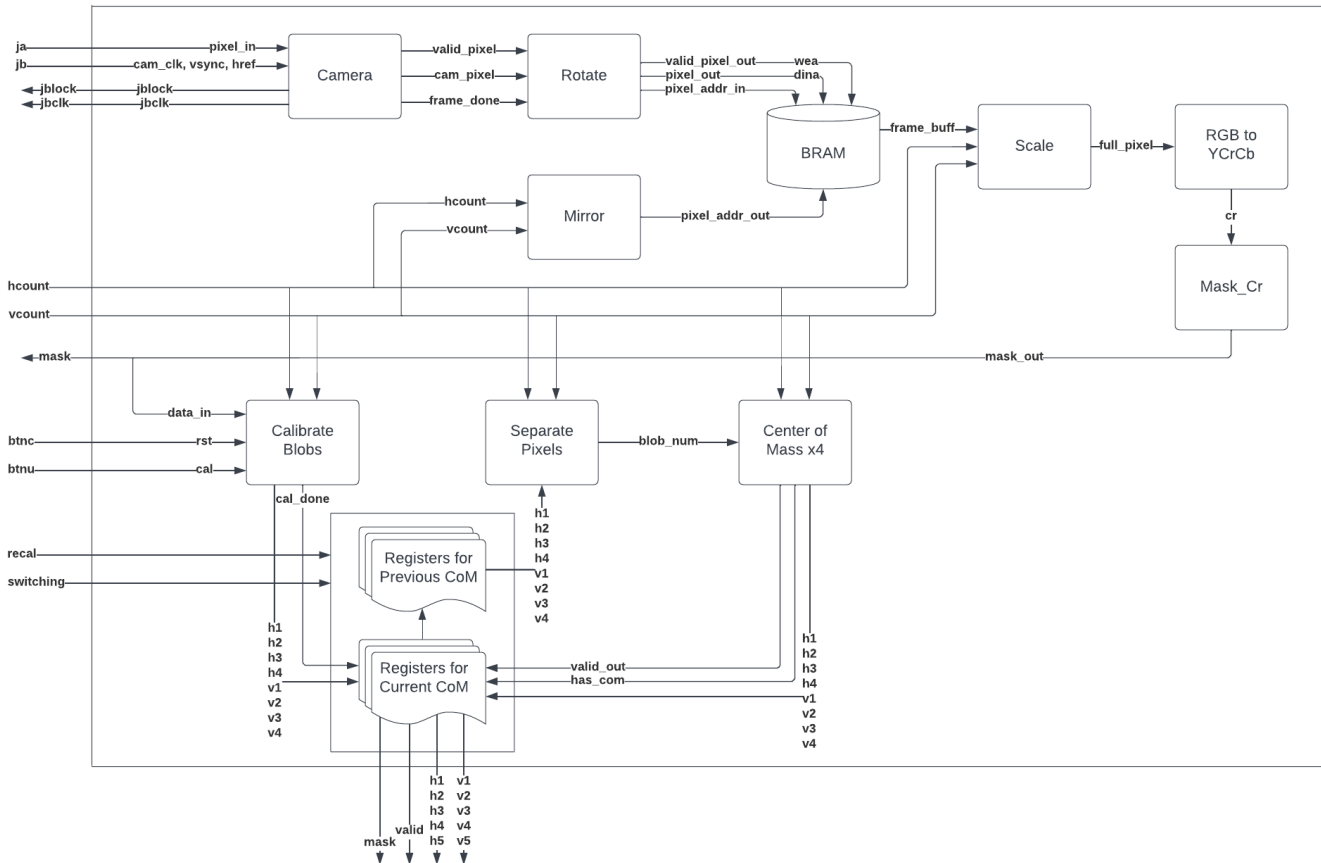 ja
pixel_in
jb
cam_clk, vsync, href
jblock
jblock
jbclk
jbclk
Camera
valid_pixel
cam_pixel
frame_done
Rotate
valid_pixel_out
wea
pixel_out
dina
pixel_addr_in
BRAM
frame_buff
Scale
full_pixel
RGB to
YCrCb
cr
Mask_Cr
hcount
vcount
Mirror
pixel_addr_out
hcount
vcount
mask
mask_out
data_in
btnc
rst
btnu
cal
Calibrate
Blobs
Separate
Pixels
blob_num
Center of
Mass x4
cal_done
h1
h2
h3
h4
v1
v2
v3
v4
recal
switching
Registers for
Previous CoM
h1
h2
h3
h4
v1
v2
v3
v4
Registers for
Current CoM
valid_out
has_com
h1
h2
h3
h4
v1
v2
v3
v4
mask
valid
h1
h2
h3
h4
h5
v1
v2
v3
v4
v5